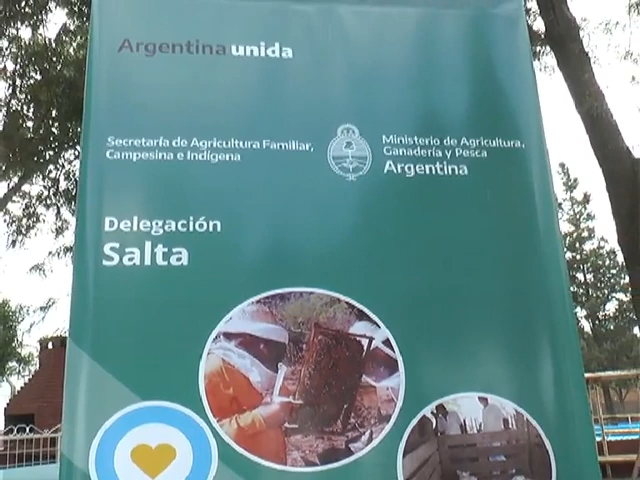 Argentina unida
Secretaría de Agricultura Familiar,
Campesina e Indígena
Ministerio de Agricultura,
Ganadería y Pesca
Argentina
Delegación
Salta